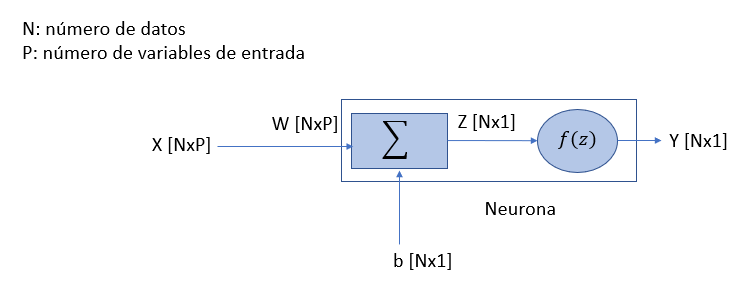 N: número de datos
P: número de variables de entrada
W [NxP]
Z [Nx1]
X [NxP]
∑
f(z)
Y [Nx1]
Neurona
b [Nx1]